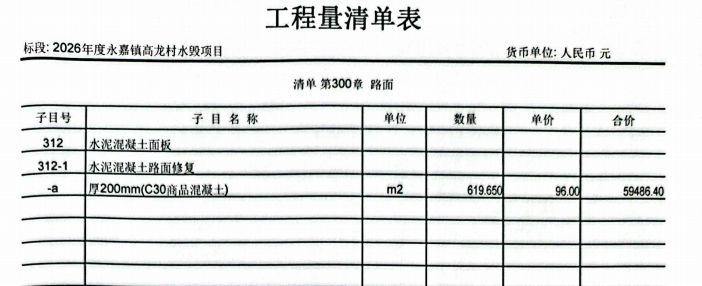 工程量清单表
标段: 2026年度永嘉镇高龙村水毁项目 货币单位: 人民币 元
清单 第300章 路面
子目号 子 目 名 称 单位 数量 单价 合价
312 水泥混凝土面板
312-1 水泥混凝土路面修复
-a 厚200mm(C30商品混凝土) m2 619.650 96.00 59486.40